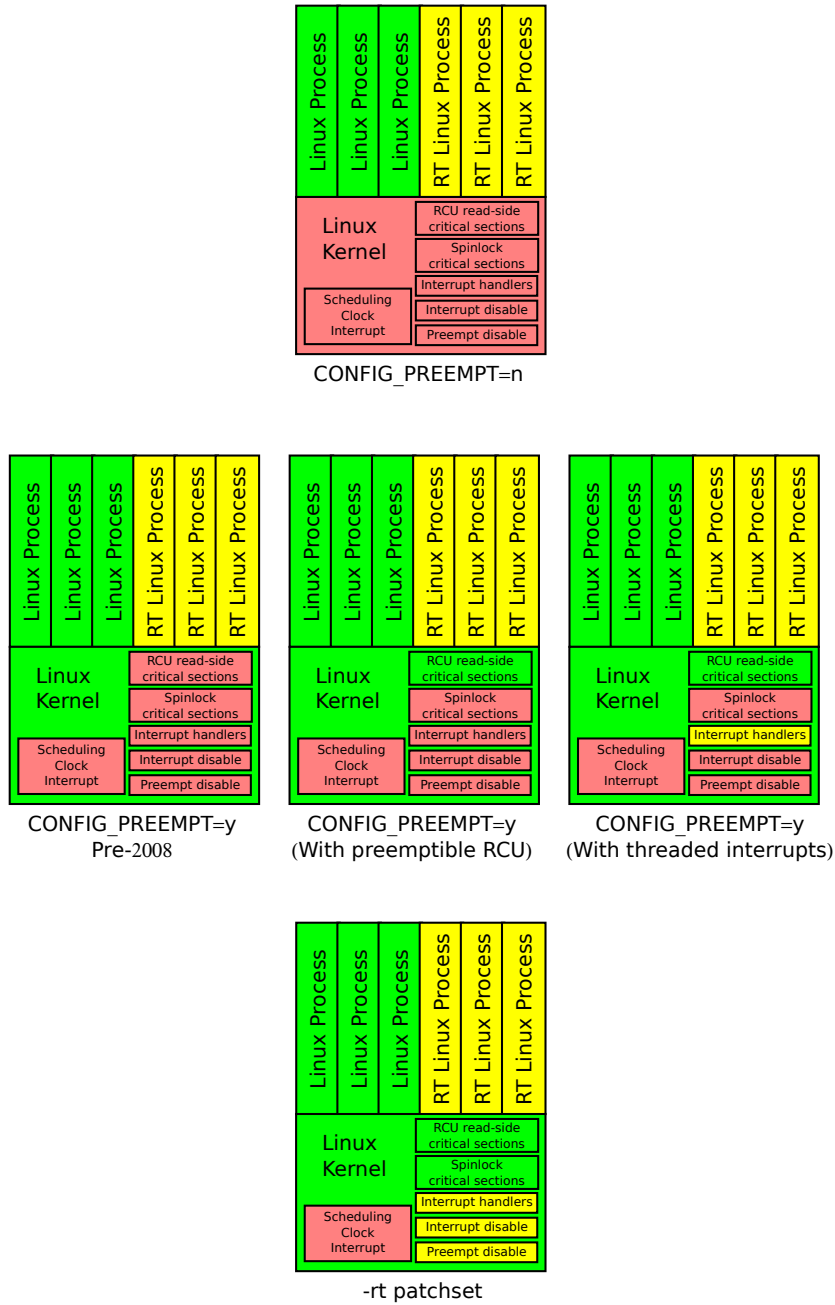 Linux Process
Linux Process
Linux Process
RT Linux Process
RT Linux Process
RT Linux Process
Linux
Kernel
RCU read-side
critical sections
Spinlock
critical sections
Interrupt handlers
Scheduling
Clock
Interrupt
Interrupt disable
Preempt disable
CONFIG_PREEMPT=n
Linux Process
Linux Process
Linux Process
RT Linux Process
RT Linux Process
RT Linux Process
Linux
Kernel
RCU read-side
critical sections
Spinlock
critical sections
Interrupt handlers
Scheduling
Clock
Interrupt
Interrupt disable
Preempt disable
CONFIG_PREEMPT=y
Pre-2008
Linux Process
Linux Process
Linux Process
RT Linux Process
RT Linux Process
RT Linux Process
Linux
Kernel
RCU read-side
critical sections
Spinlock
critical sections
Interrupt handlers
Scheduling
Clock
Interrupt
Interrupt disable
Preempt disable
CONFIG_PREEMPT=y
(With preemptible RCU)
Linux Process
Linux Process
Linux Process
RT Linux Process
RT Linux Process
RT Linux Process
Linux
Kernel
RCU read-side
critical sections
Spinlock
critical sections
Interrupt handlers
Scheduling
Clock
Interrupt
Interrupt disable
Preempt disable
CONFIG_PREEMPT=y
(With threaded interrupts)
Linux Process
Linux Process
Linux Process
RT Linux Process
RT Linux Process
RT Linux Process
Linux
Kernel
RCU read-side
critical sections
Spinlock
critical sections
Interrupt handlers
Scheduling
Clock
Interrupt
Interrupt disable
Preempt disable
-rt patchset